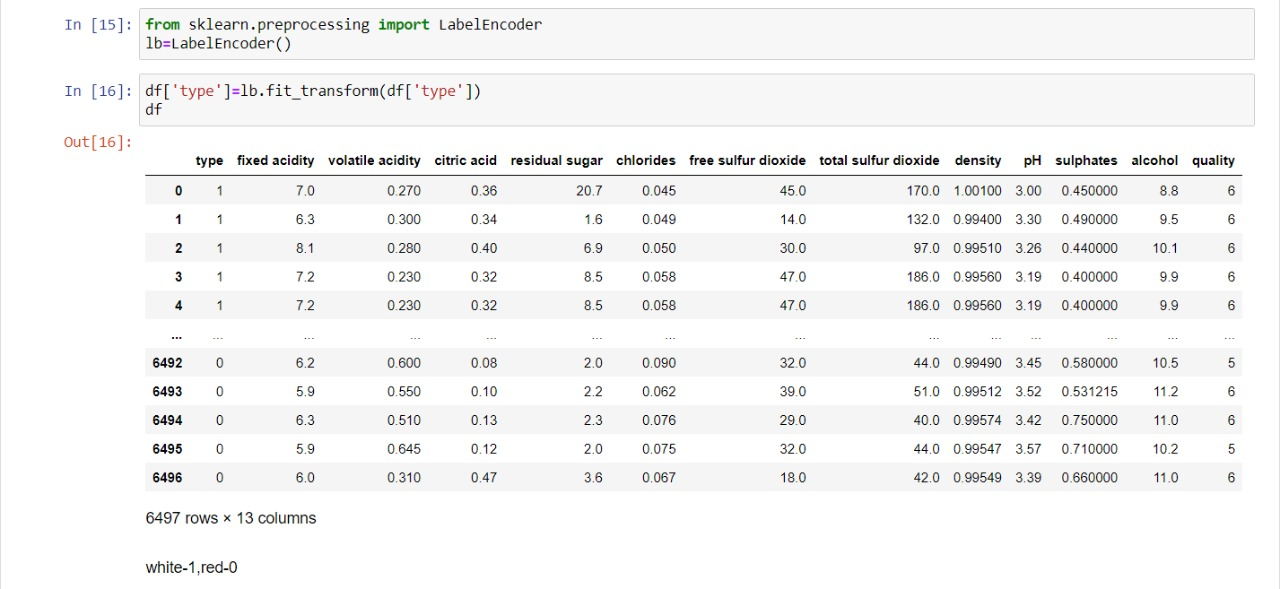 In [15]: from sklearn.preprocessing import LabelEncoder
lb=LabelEncoder()
In [16]: df['type']=lb.fit_transform(df['type'])
df
Out[16]:
type fixed acidity volatile acidity citric acid residual sugar chlorides free sulfur dioxide total sulfur dioxide density pH sulphates alcohol quality
0 1 7.0 0.270 0.36 20.7 0.045 45.0 170.0 1.00100 3.00 0.450000 8.8 6
1 1 6.3 0.300 0.34 1.6 0.049 14.0 132.0 0.99400 3.30 0.490000 9.5 6
2 1 8.1 0.280 0.40 6.9 0.050 30.0 97.0 0.99510 3.26 0.440000 10.1 6
3 1 7.2 0.230 0.32 8.5 0.058 47.0 186.0 0.99560 3.19 0.400000 9.9 6
4 1 7.2 0.230 0.32 8.5 0.058 47.0 186.0 0.99560 3.19 0.400000 9.9 6
... ... ... ... ... ... ... ... ... ... ... ... ... ...
6492 0 6.2 0.600 0.08 2.0 0.090 32.0 44.0 0.99490 3.45 0.580000 10.5 5
6493 0 5.9 0.550 0.10 2.2 0.062 39.0 51.0 0.99512 3.52 0.531215 11.2 6
6494 0 6.3 0.510 0.13 2.3 0.076 29.0 40.0 0.99574 3.42 0.750000 11.0 6
6495 0 5.9 0.645 0.12 2.0 0.075 32.0 44.0 0.99547 3.57 0.710000 10.2 5
6496 0 6.0 0.310 0.47 3.6 0.067 18.0 42.0 0.99549 3.39 0.660000 11.0 6
6497 rows × 13 columns
white-1,red-0